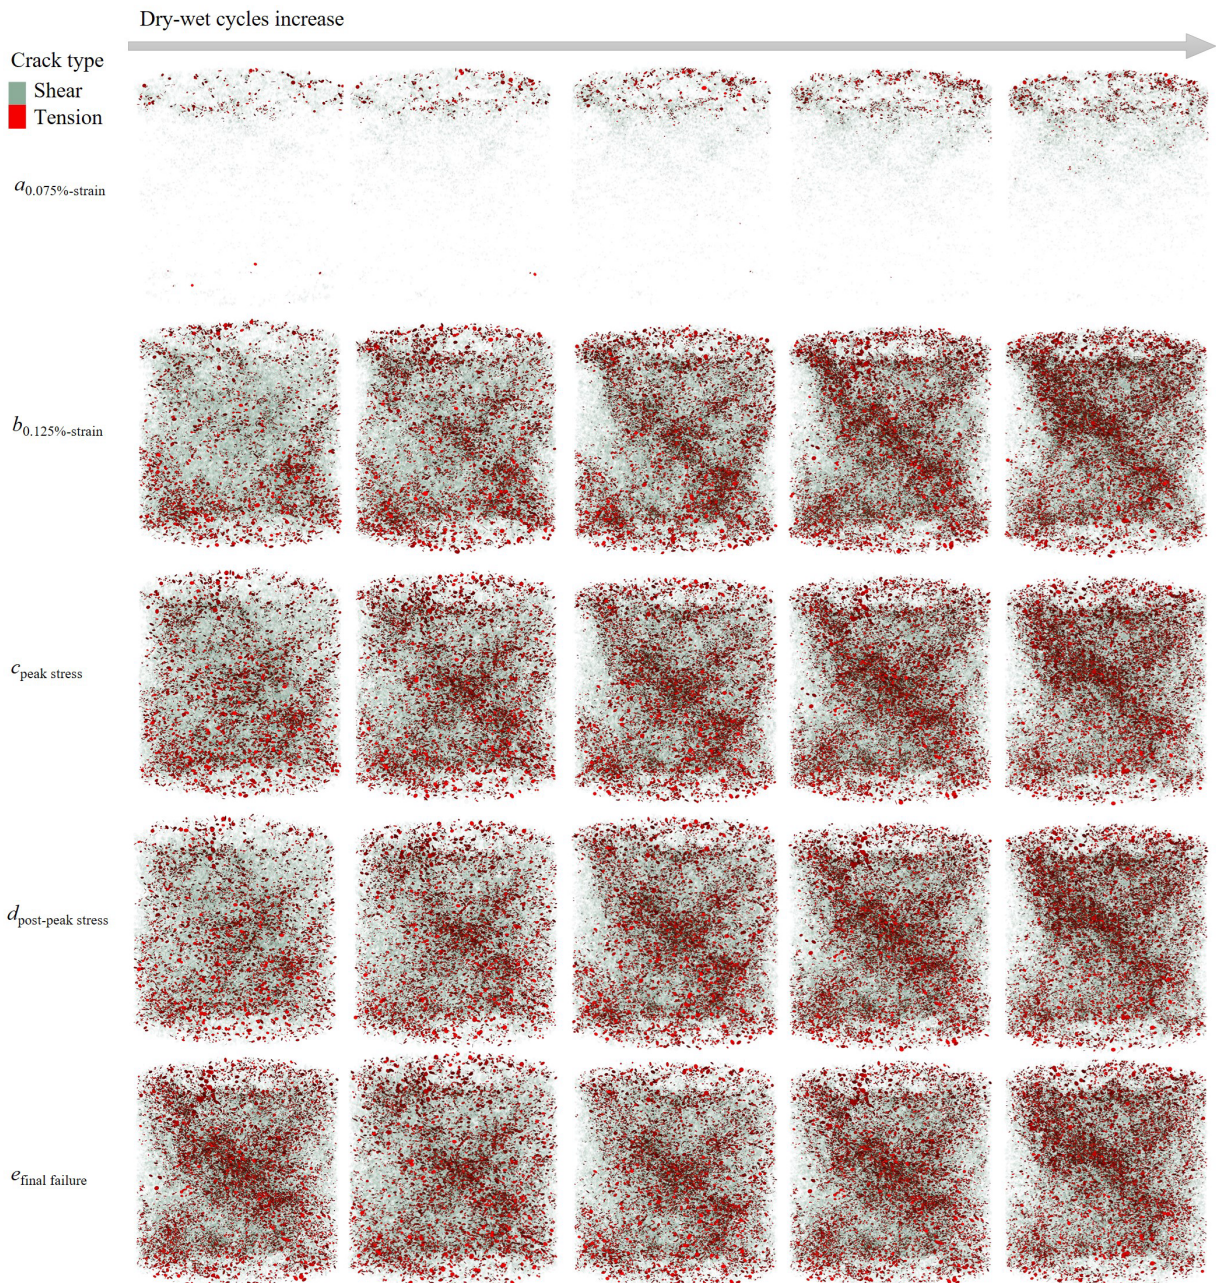 Dry-wet cycles increase
Crack type
Shear
Tension
a0.075%-strain
b0.125%-strain
cpeak stress
dpost-peak stress
efinal failure